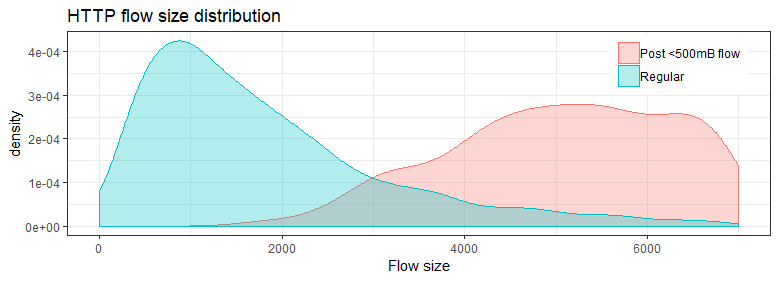 HTTP flow size distribution
density
4e-04
3e-04
2e-04
1e-04
0e+00
Post <500mB flow
Regular
0
2000
4000
6000
Flow size